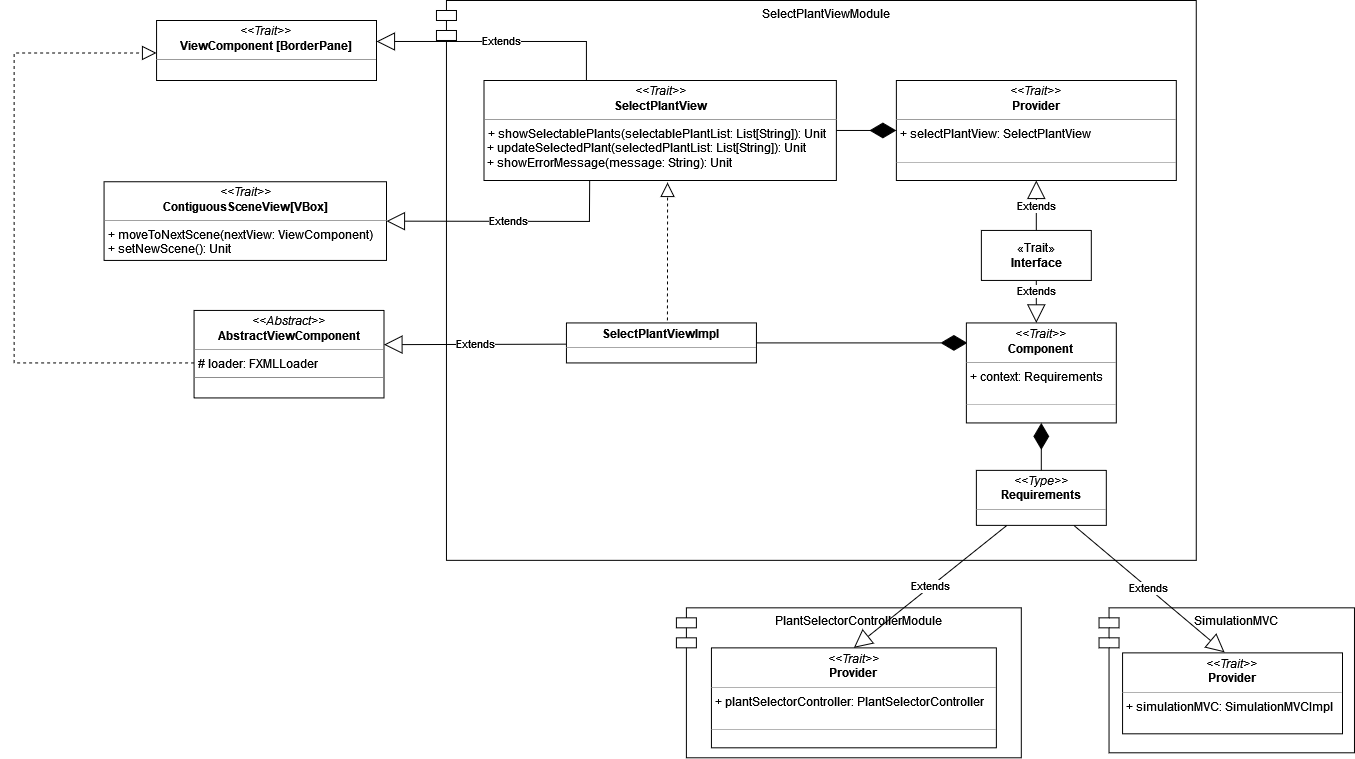 SelectPlantViewModule
<<Trait>>
ViewComponent [BorderPane]
Extends
<<Trait>>
SelectPlantView
+ showSelectablePlants(selectablePlantList: List[String]): Unit
+ updateSelectedPlant(selectedPlantList: List[String]): Unit
+ showErrorMessage(message: String): Unit
<<Trait>>
Provider
+ selectPlantView: SelectPlantView
<<Trait>>
ContiguousSceneView[VBox]
+ moveToNextScene(nextView: ViewComponent)
+ setNewScene(): Unit
Extends
Extends
«Trait»
Interface
Extends
<<Abstract>>
AbstractViewComponent
# loader: FXMLLoader
Extends
SelectPlantViewImpl
<<Trait>>
Component
+ context: Requirements
<<Type>>
Requirements
Extends
Extends
PlantSelectorControllerModule
<<Trait>>
Provider
+ plantSelectorController: PlantSelectorController
SimulationMVC
<<Trait>>
Provider
+ simulationMVC: SimulationMVCImpl